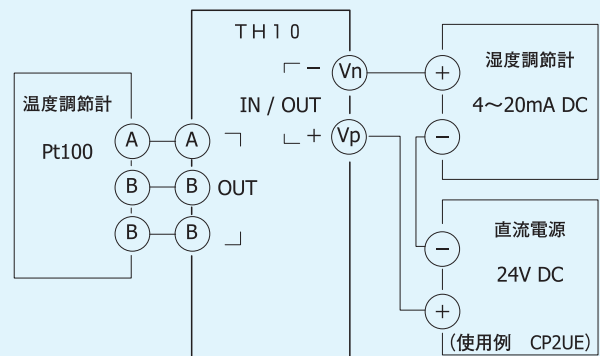 TH10
温度調節計
Pt100
A
B
B
A
B
B
OUT
IN / OUT
−
+
Vn
Vp
+
−
湿度調節計
4～20mA DC
−
+
直流電源
24V DC
(使用例 CP2UE)